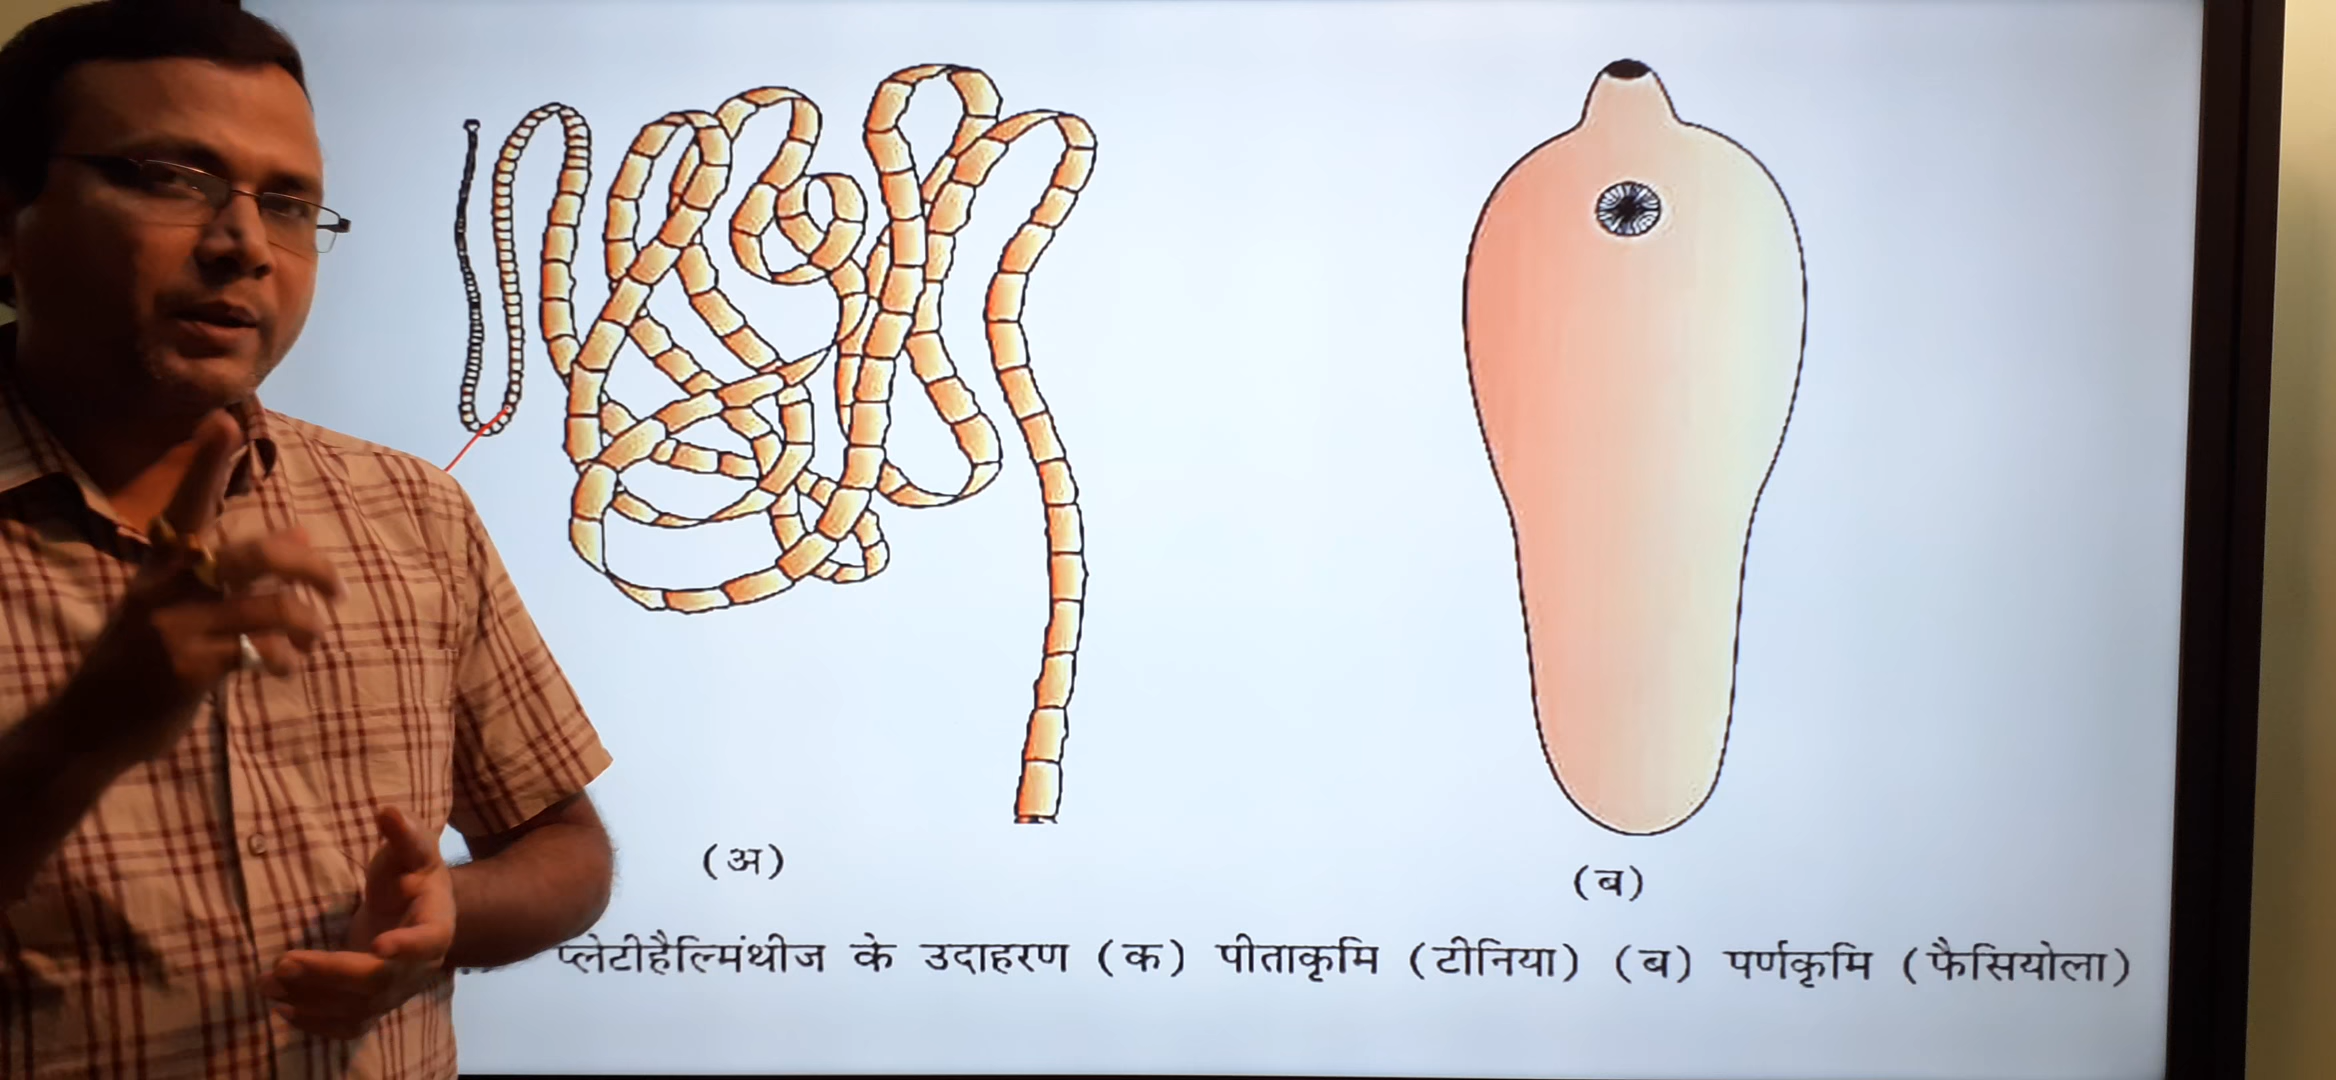 (अ)
(ब)
प्लेटीहैल्मिंथीज के उदाहरण (क) पीताकृमि (टीनिया) (ब) पर्णकृमि (फैसियोला)